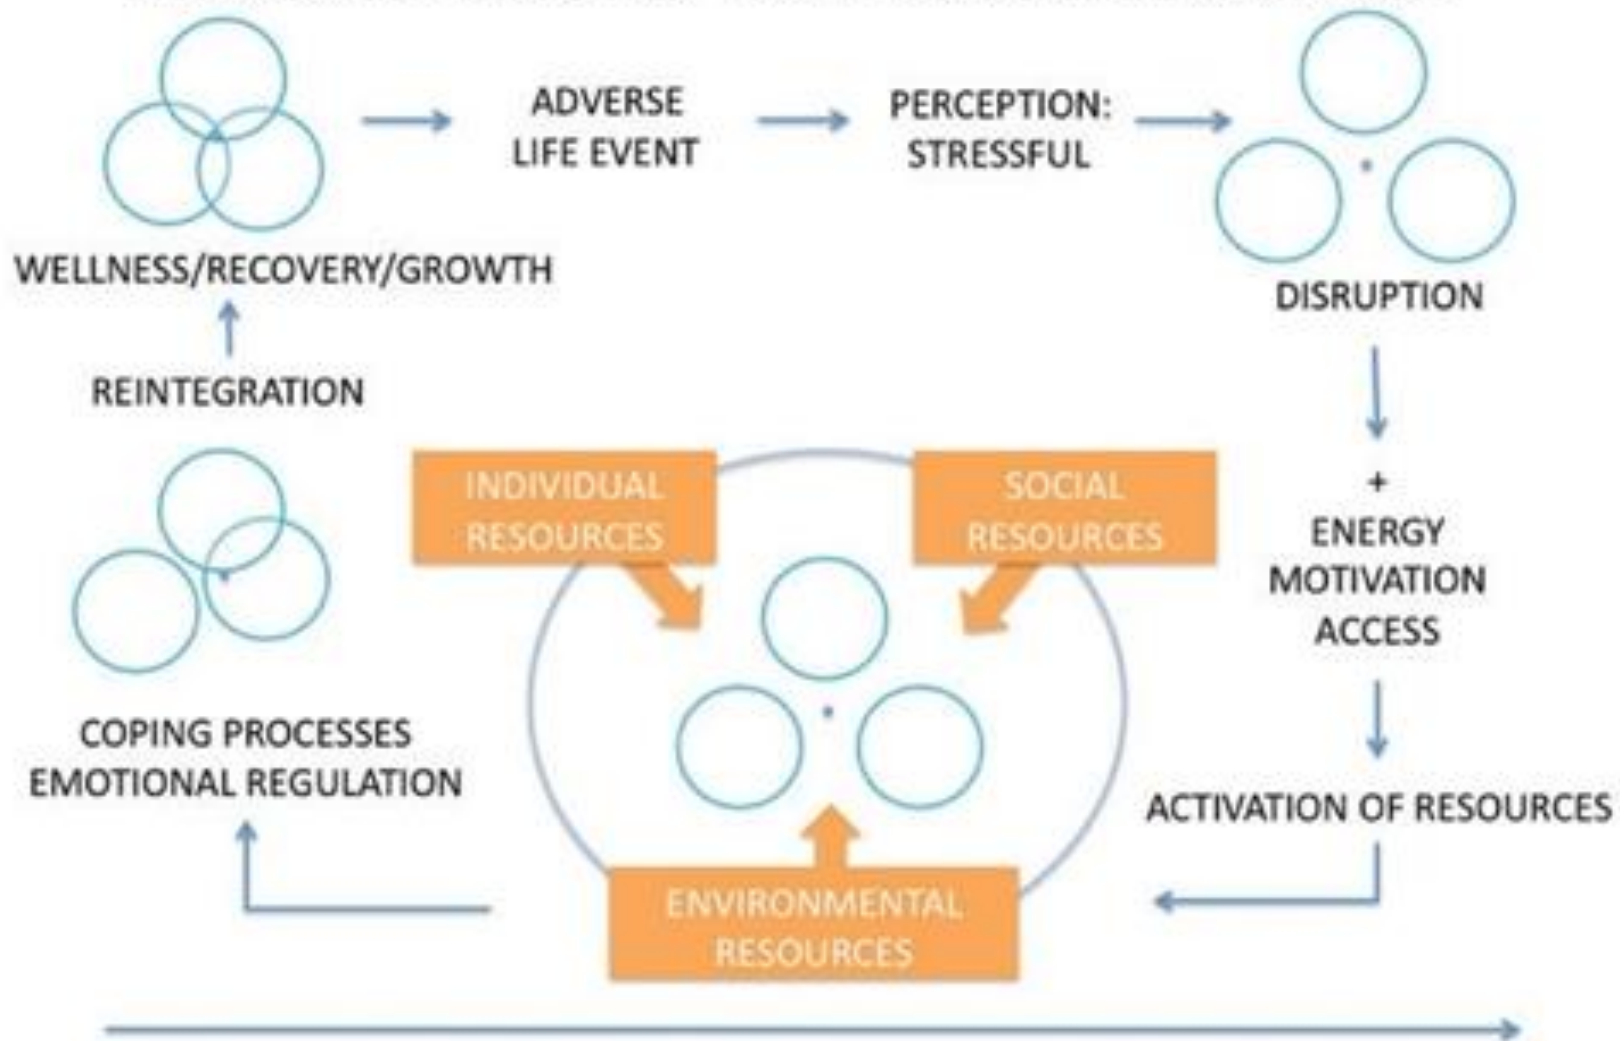 ADVERSE
LIFE EVENT
PERCEPTION:
STRESSFUL
WELLNESS/RECOVERY/GROWTH
DISRUPTION
REINTEGRATION
INDIVIDUAL
RESOURCES
SOCIAL
RESOURCES
+
ENERGY
MOTIVATION
ACCESS
COPING PROCESSES
EMOTIONAL REGULATION
ACTIVATION OF RESOURCES
ENVIRONMENTAL
RESOURCES